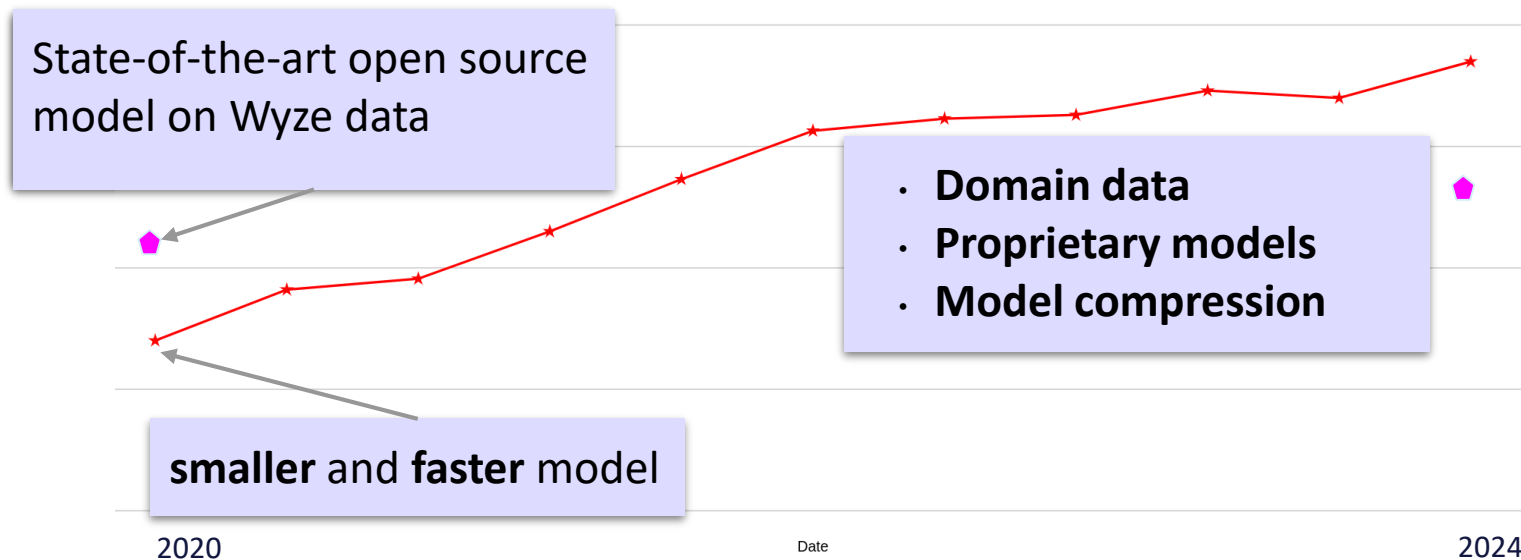 State-of-the-art open source
model on Wyze data
• Domain data
• Proprietary models
• Model compression
smaller and faster model
2020
Date
2024